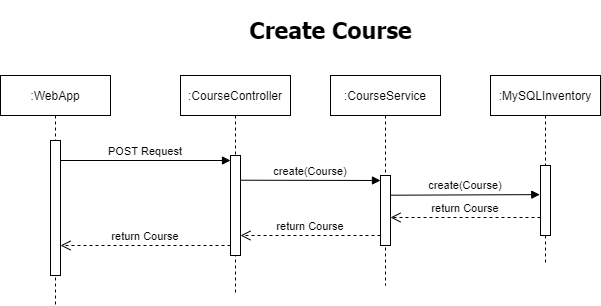 Create Course
:WebApp
:CourseController
:CourseService
:MySQLInventory
POST Request
create(Course)
create(Course)
return Course
return Course
return Course